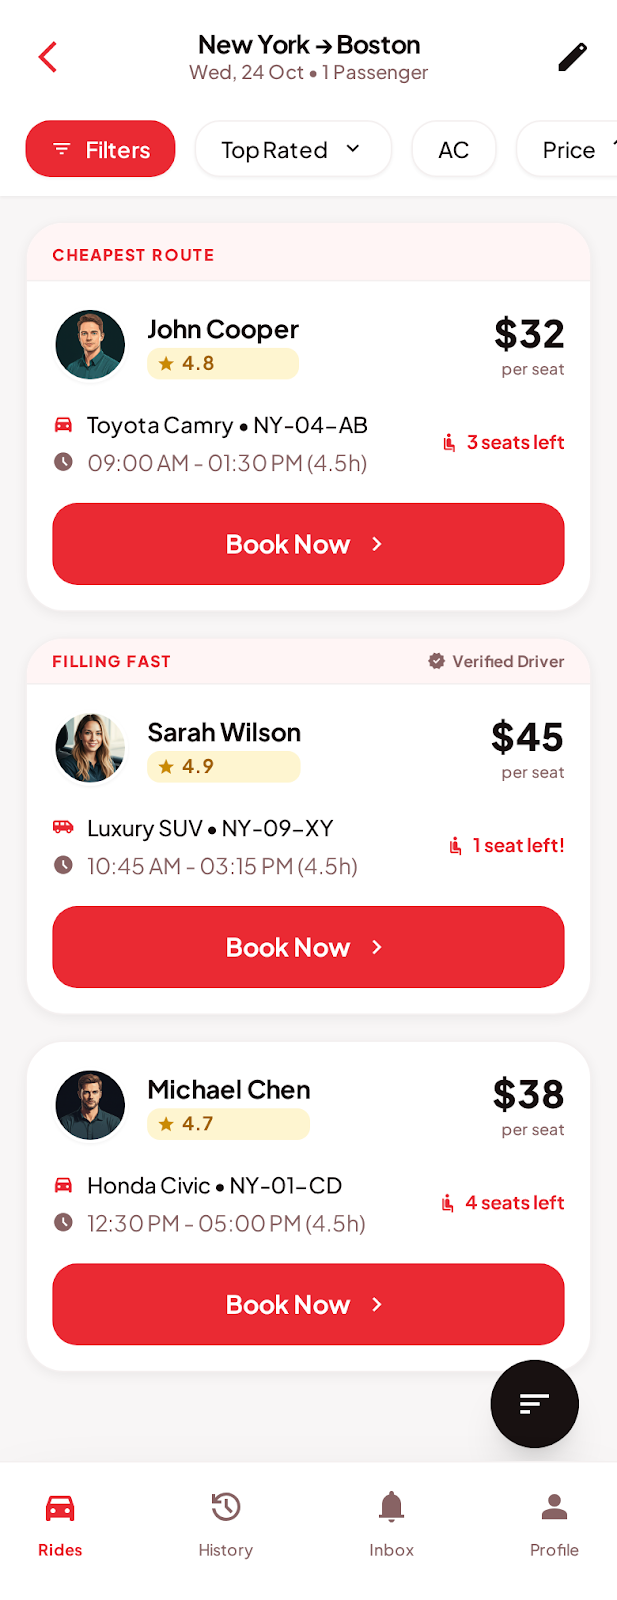 New York → Boston
Wed, 24 Oct • 1 Passenger
Filters
Top Rated
AC
Price
CHEAPEST ROUTE
John Cooper
4.8
$32
per seat
Toyota Camry • NY-04-AB
09:00 AM - 01:30 PM (4.5h)
3 seats left
Book Now
FILLING FAST
Verified Driver
Sarah Wilson
4.9
$45
per seat
Luxury SUV • NY-09-XY
10:45 AM - 03:15 PM (4.5h)
1 seat left!
Book Now
Michael Chen
4.7
$38
per seat
Honda Civic • NY-01-CD
12:30 PM - 05:00 PM (4.5h)
4 seats left
Book Now
Rides
History
Inbox
Profile